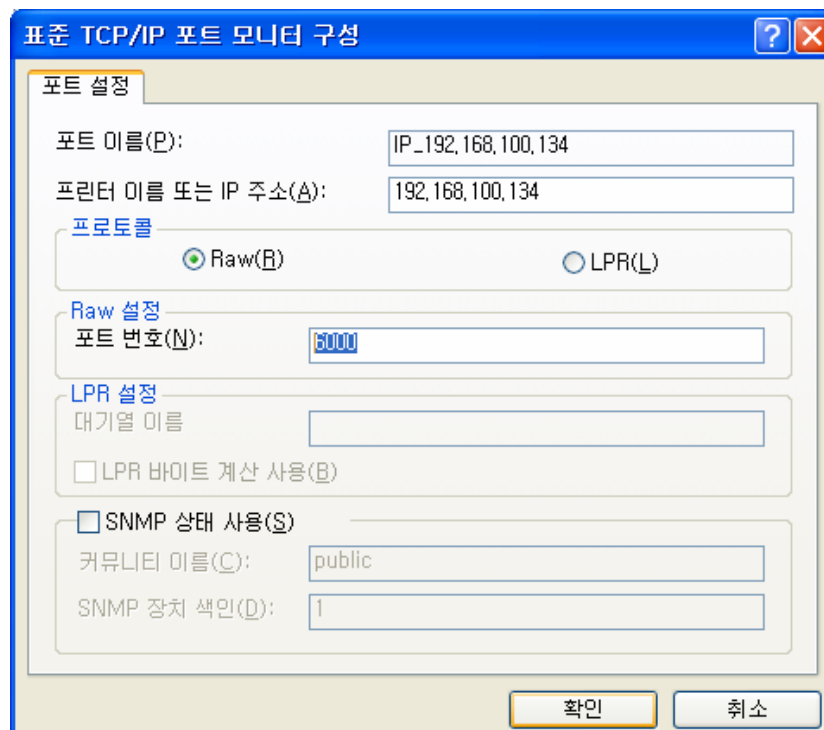 표준 TCP/IP 포트 모니터 구성
포트 설정
포트 이름(P):
IP_192,168,100,134
프린터 이름 또는 IP 주소(A):
192,168,100,134
프로토콜
Raw(R)
LPR(L)
Raw 설정
포트 번호(N):
6000
LPR 설정
대기열 이름
LPR 바이트 계산 사용(B)
SNMP 상태 사용(S)
커뮤니티 이름(C):
public
SNMP 장치 색인(D):
1
확인
취소